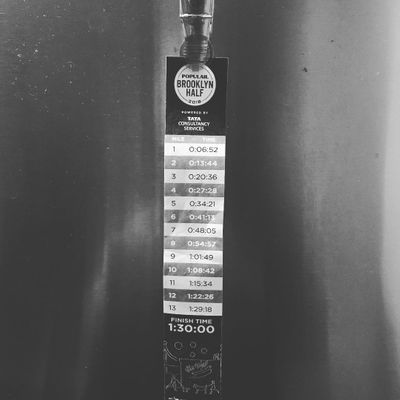 POPULAR
BROOKLYN
HALF
2018
POWERED BY
TATA
CONSULTANCY
SERVICES
MILE TIME
1 0:06:52
2 0:13:44
3 0:20:36
4 0:27:28
5 0:34:21
6 0:41:13
7 0:48:05
8 0:54:57
9 1:01:49
10 1:08:42
11 1:15:34
12 1:22:26
13 1:29:18
FINISH TIME
1:30:00